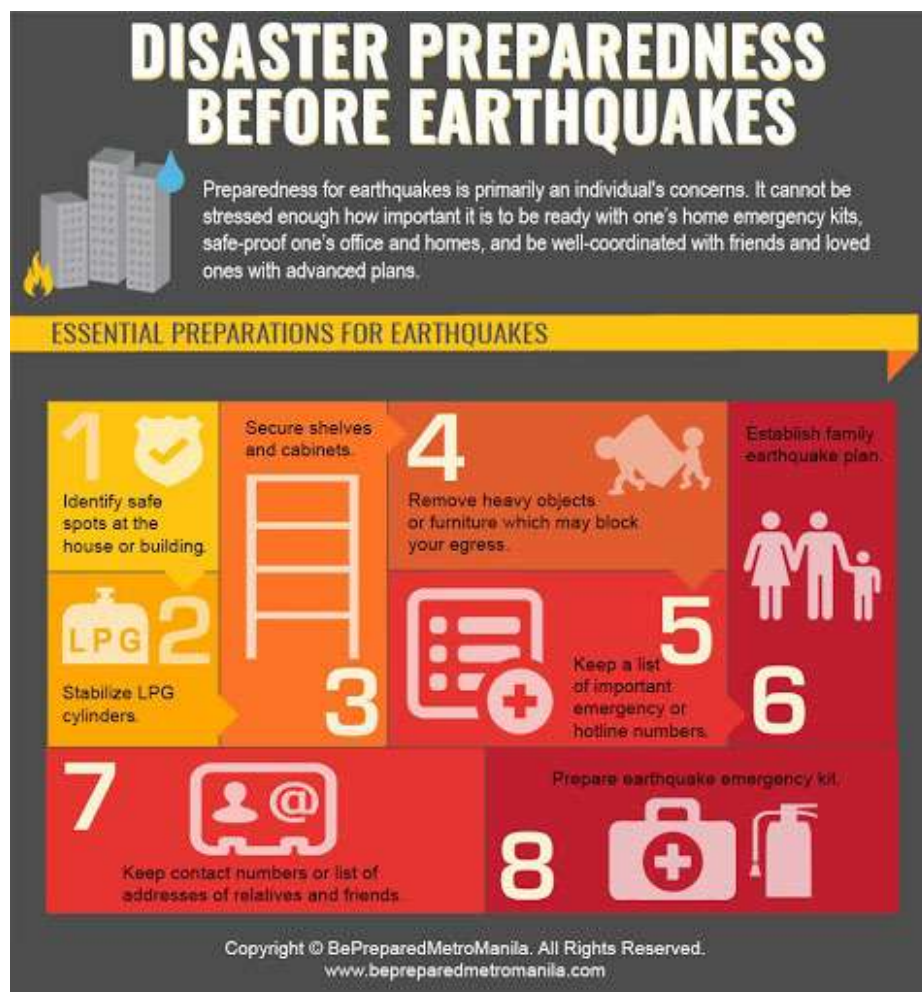 DISASTER PREPAREDNESS
BEFORE EARTHQUAKES
Preparedness for earthquakes is primarily an individual's concerns. It cannot be
stressed enough how important it is to be ready with one's home emergency kits,
safe-proof one's office and homes, and be well-coordinated with friends and loved
ones with advanced plans.
ESSENTIAL PREPARATIONS FOR EARTHQUAKES
1
Identify safe
spots at the
house or building.
LPG
2
Stabilize LPG
cylinders.
Secure shelves
and cabinets.
3
4
Remove heavy objects
or furniture which may block
your egress.
5
Keep a list
of important
emergency or
hotline numbers.
Establish family
earthquake plan.
6
7
@
Keep contact numbers or list of
addresses of relatives and friends.
Prepare earthquake emergency kit.
8
Copyright © BePreparedMetroManila. All Rights Reserved.
www.bepreparedmetromanila.com